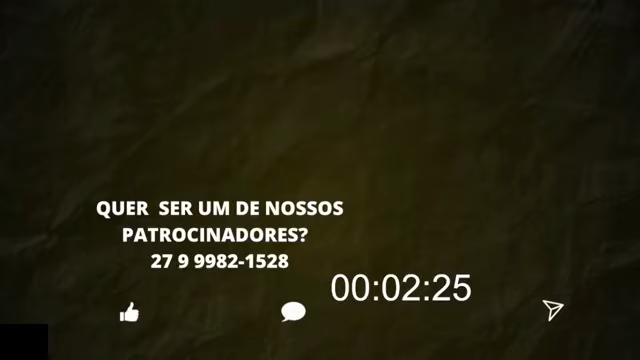 QUER SER UM DE NOSSOS
PATROCINADORES?
27 9 9982-1528
00:02:25